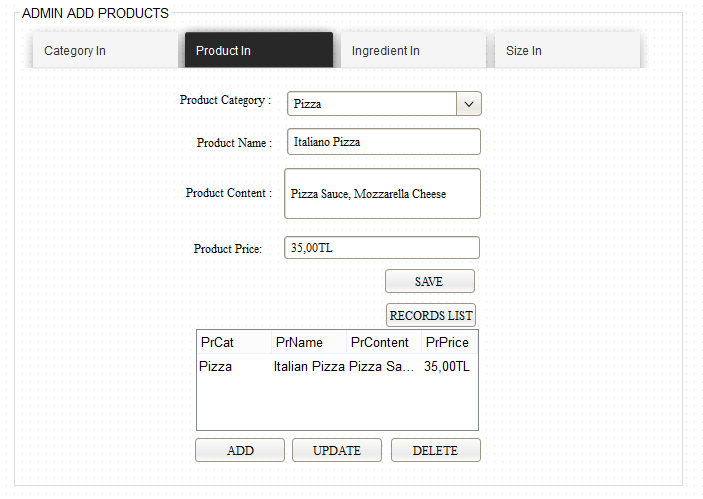 ADMIN ADD PRODUCTS
Category In Product In Ingredient In Size In
Product Category : Pizza
Product Name : Italiano Pizza
Product Content : Pizza Sauce, Mozzarella Cheese
Product Price: 35,00TL
SAVE
RECORDS LIST
PrCat PrName PrContent PrPrice
Pizza Italian Pizza Pizza Sa... 35,00TL
ADD UPDATE DELETE